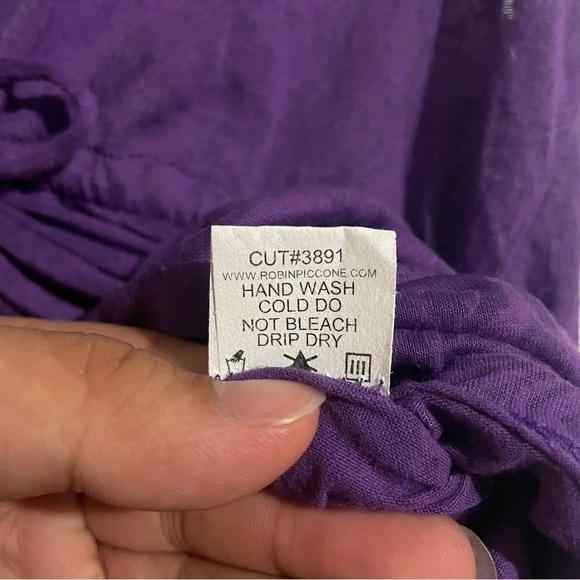 CUT#3891
WWW.ROBINPICCONE.COM
HAND WASH
COLD DO
NOT BLEACH
DRIP DRY